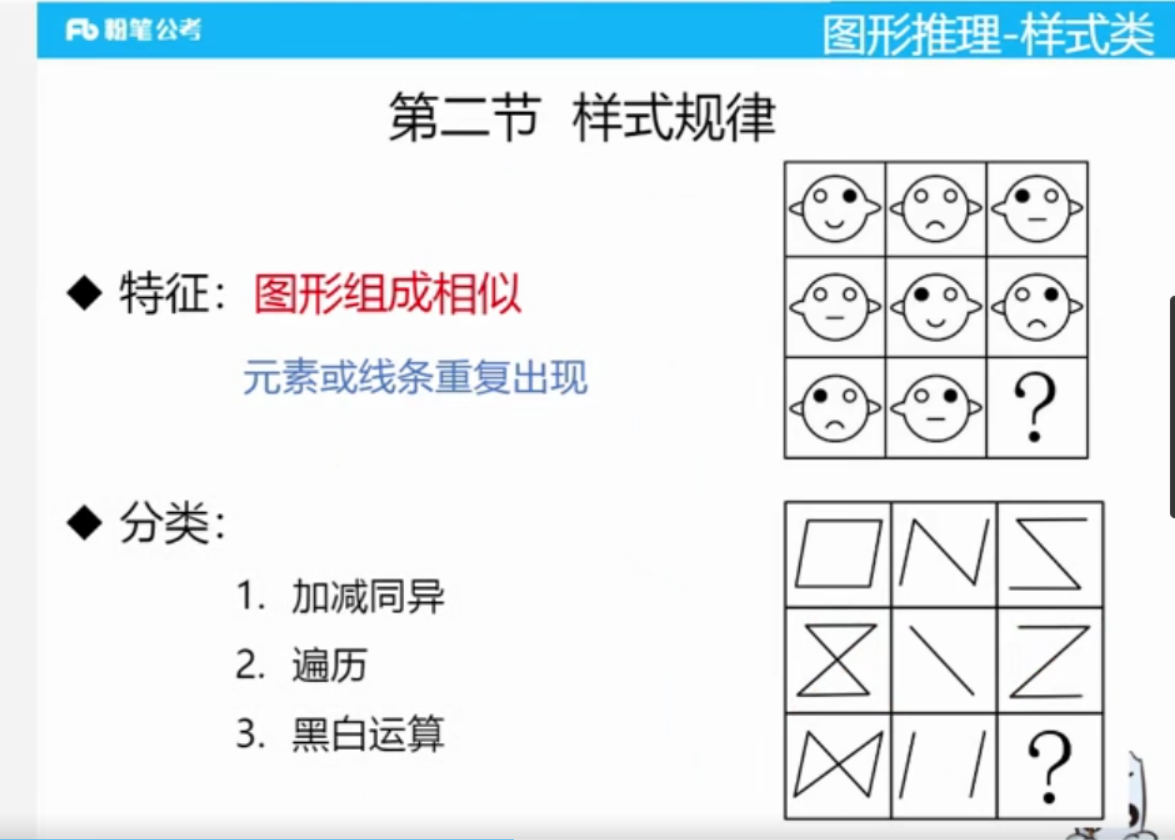 粉笔公考
图形推理-样式类
第二节 样式规律
◆ 特征：图形组成相似
元素或线条重复出现
◆ 分类：
1. 加减同异
2. 遍历
3. 黑白运算
?
?